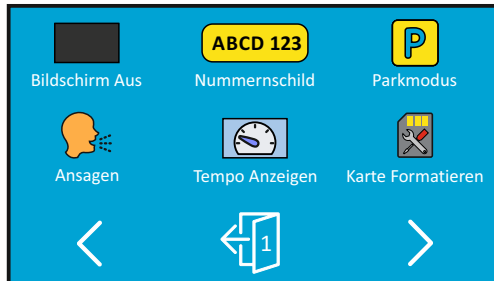 ABCD 123
P
Bildschirm Aus
Nummernschild
Parkmodus
Ansagen
Tempo Anzeigen
Karte Formatieren
1